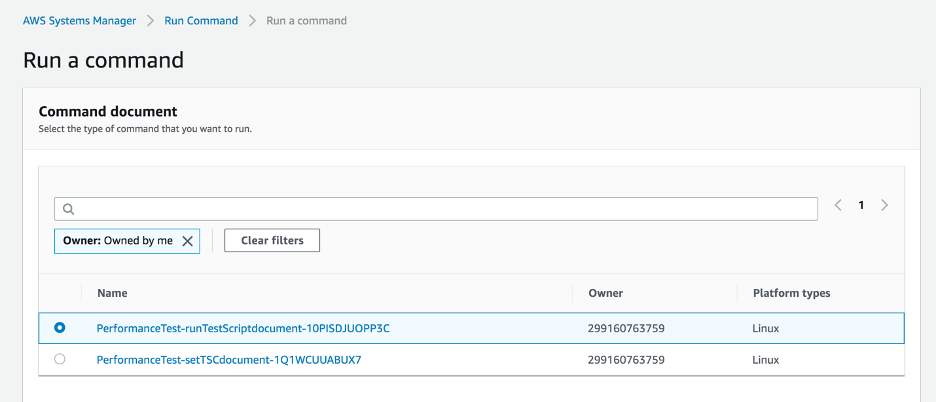 AWS Systems Manager > Run Command > Run a command
Run a command
Command document
Select the type of command that you want to run.
1
Owner: Owned by me
Clear filters
Name Owner Platform types
PerformanceTest-runTestScriptdocument-10PISDJUOPP3C 299160763759 Linux
PerformanceTest-setTSCdocument-1Q1WCUUABUX7 299160763759 Linux